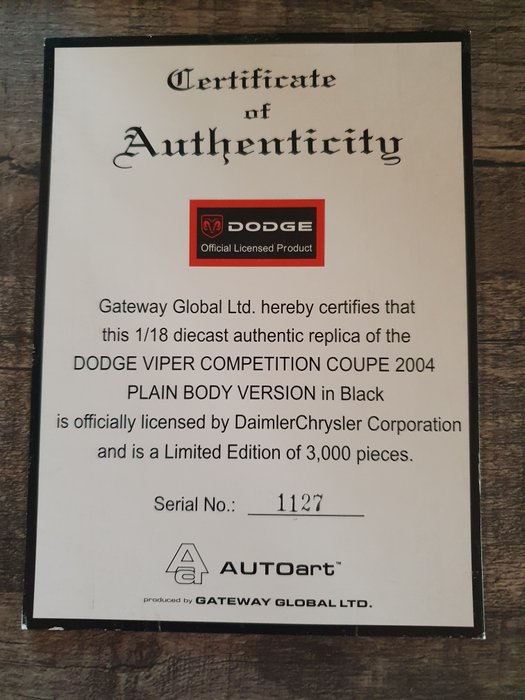 Certificate
of
Authenticity
DODGE
Official Licensed Product
Gateway Global Ltd. hereby certifies that
this 1/18 diecast authentic replica of the
DODGE VIPER COMPETITION COUPE 2004
PLAIN BODY VERSION in Black
is officially licensed by DaimlerChrysler Corporation
and is a Limited Edition of 3,000 pieces.
Serial No.: 1127
Aa AUTOart™
produced by GATEWAY GLOBAL LTD.